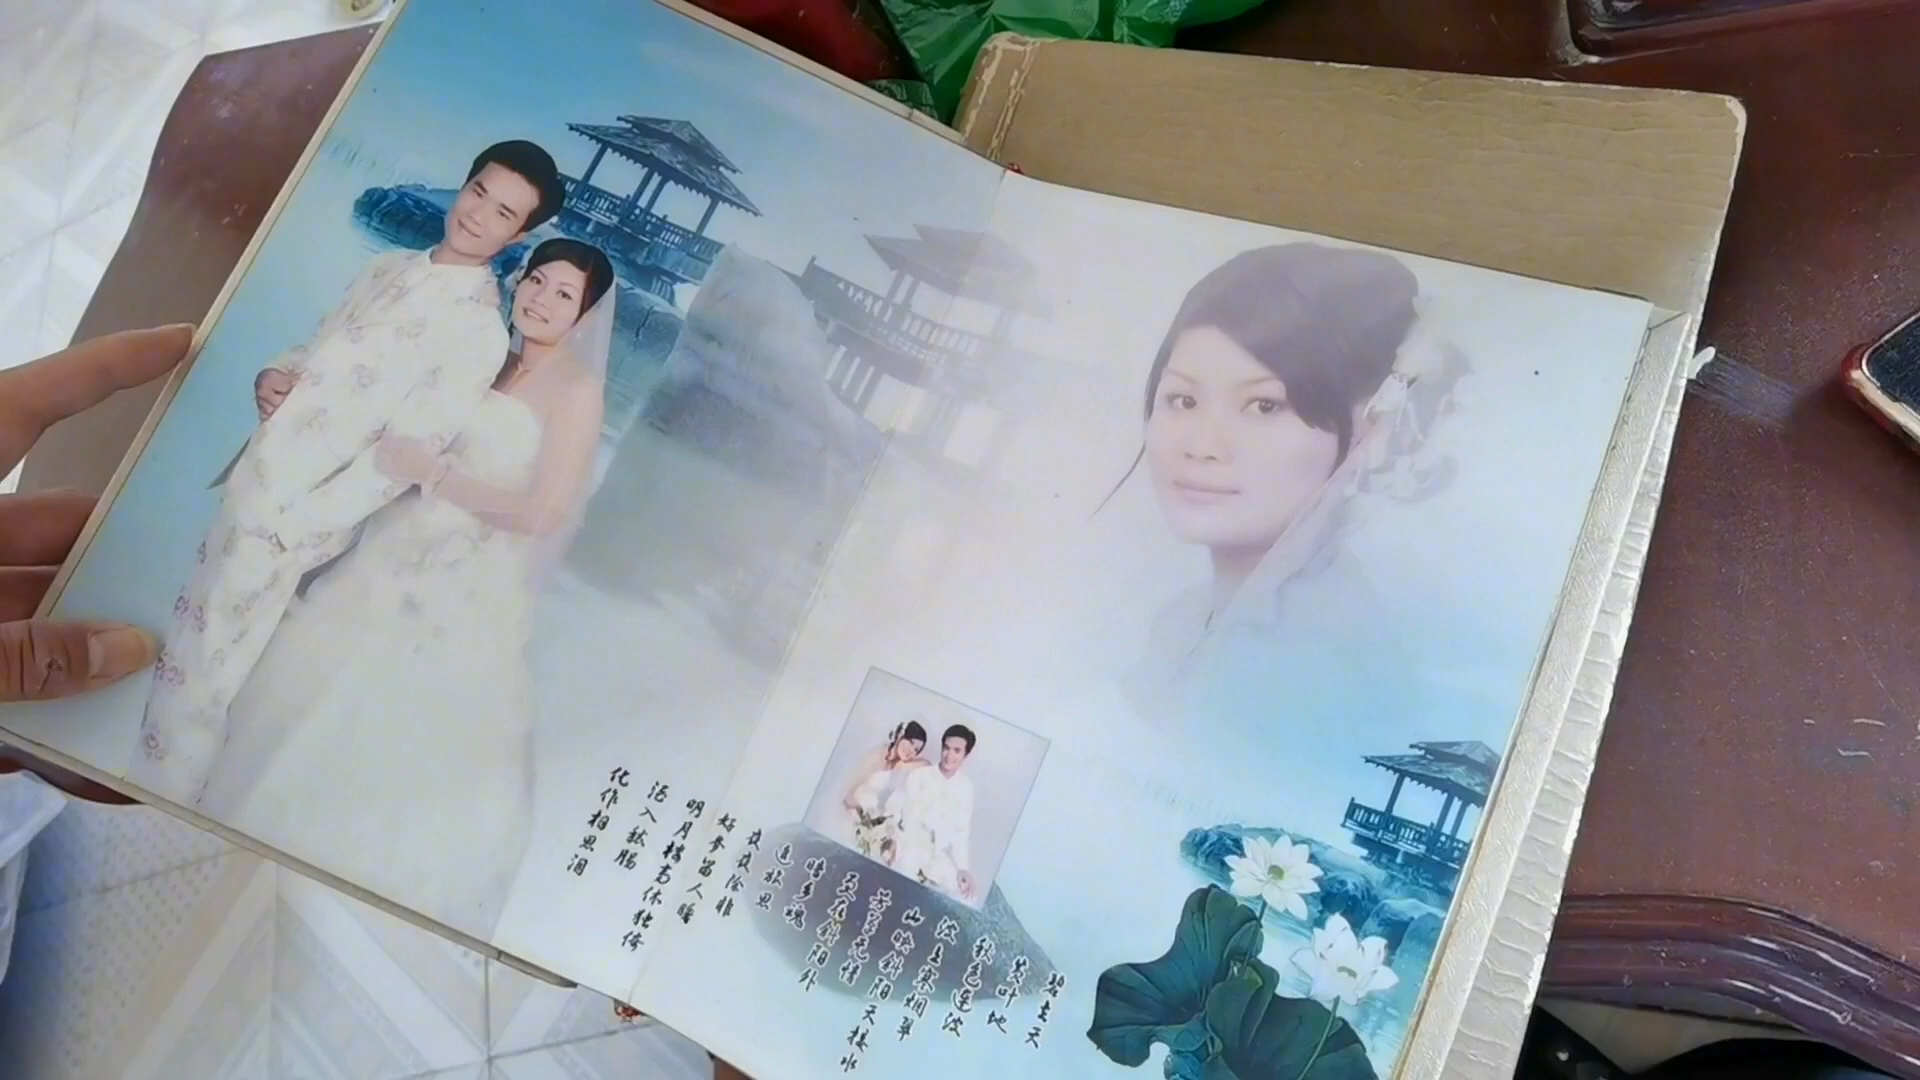 碧云天
黄叶地
秋色连波
波上寒烟翠
山映斜阳天接水
芳草无情
更在斜阳外
暗乡魂
追旅思
夜夜除非
好梦留人睡
明月楼高休独倚
酒入愁肠
化作相思泪